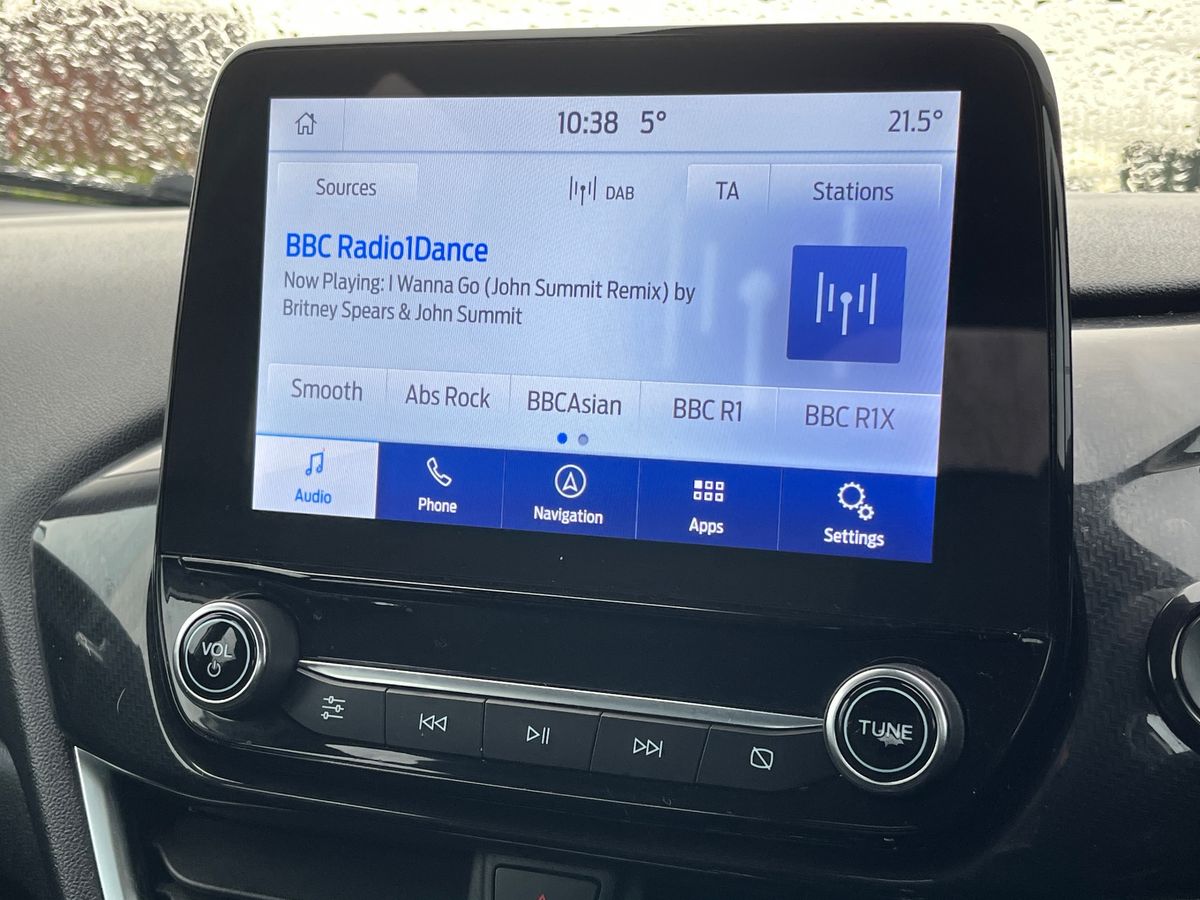 10:38 5° 21.5°
Sources DAB TA Stations
BBC Radio1Dance
Now Playing: I Wanna Go (John Summit Remix) by
Britney Spears & John Summit
Smooth Abs Rock BBCAsian BBC R1 BBC R1X
Audio Phone Navigation Apps Settings
VOL
TUNE